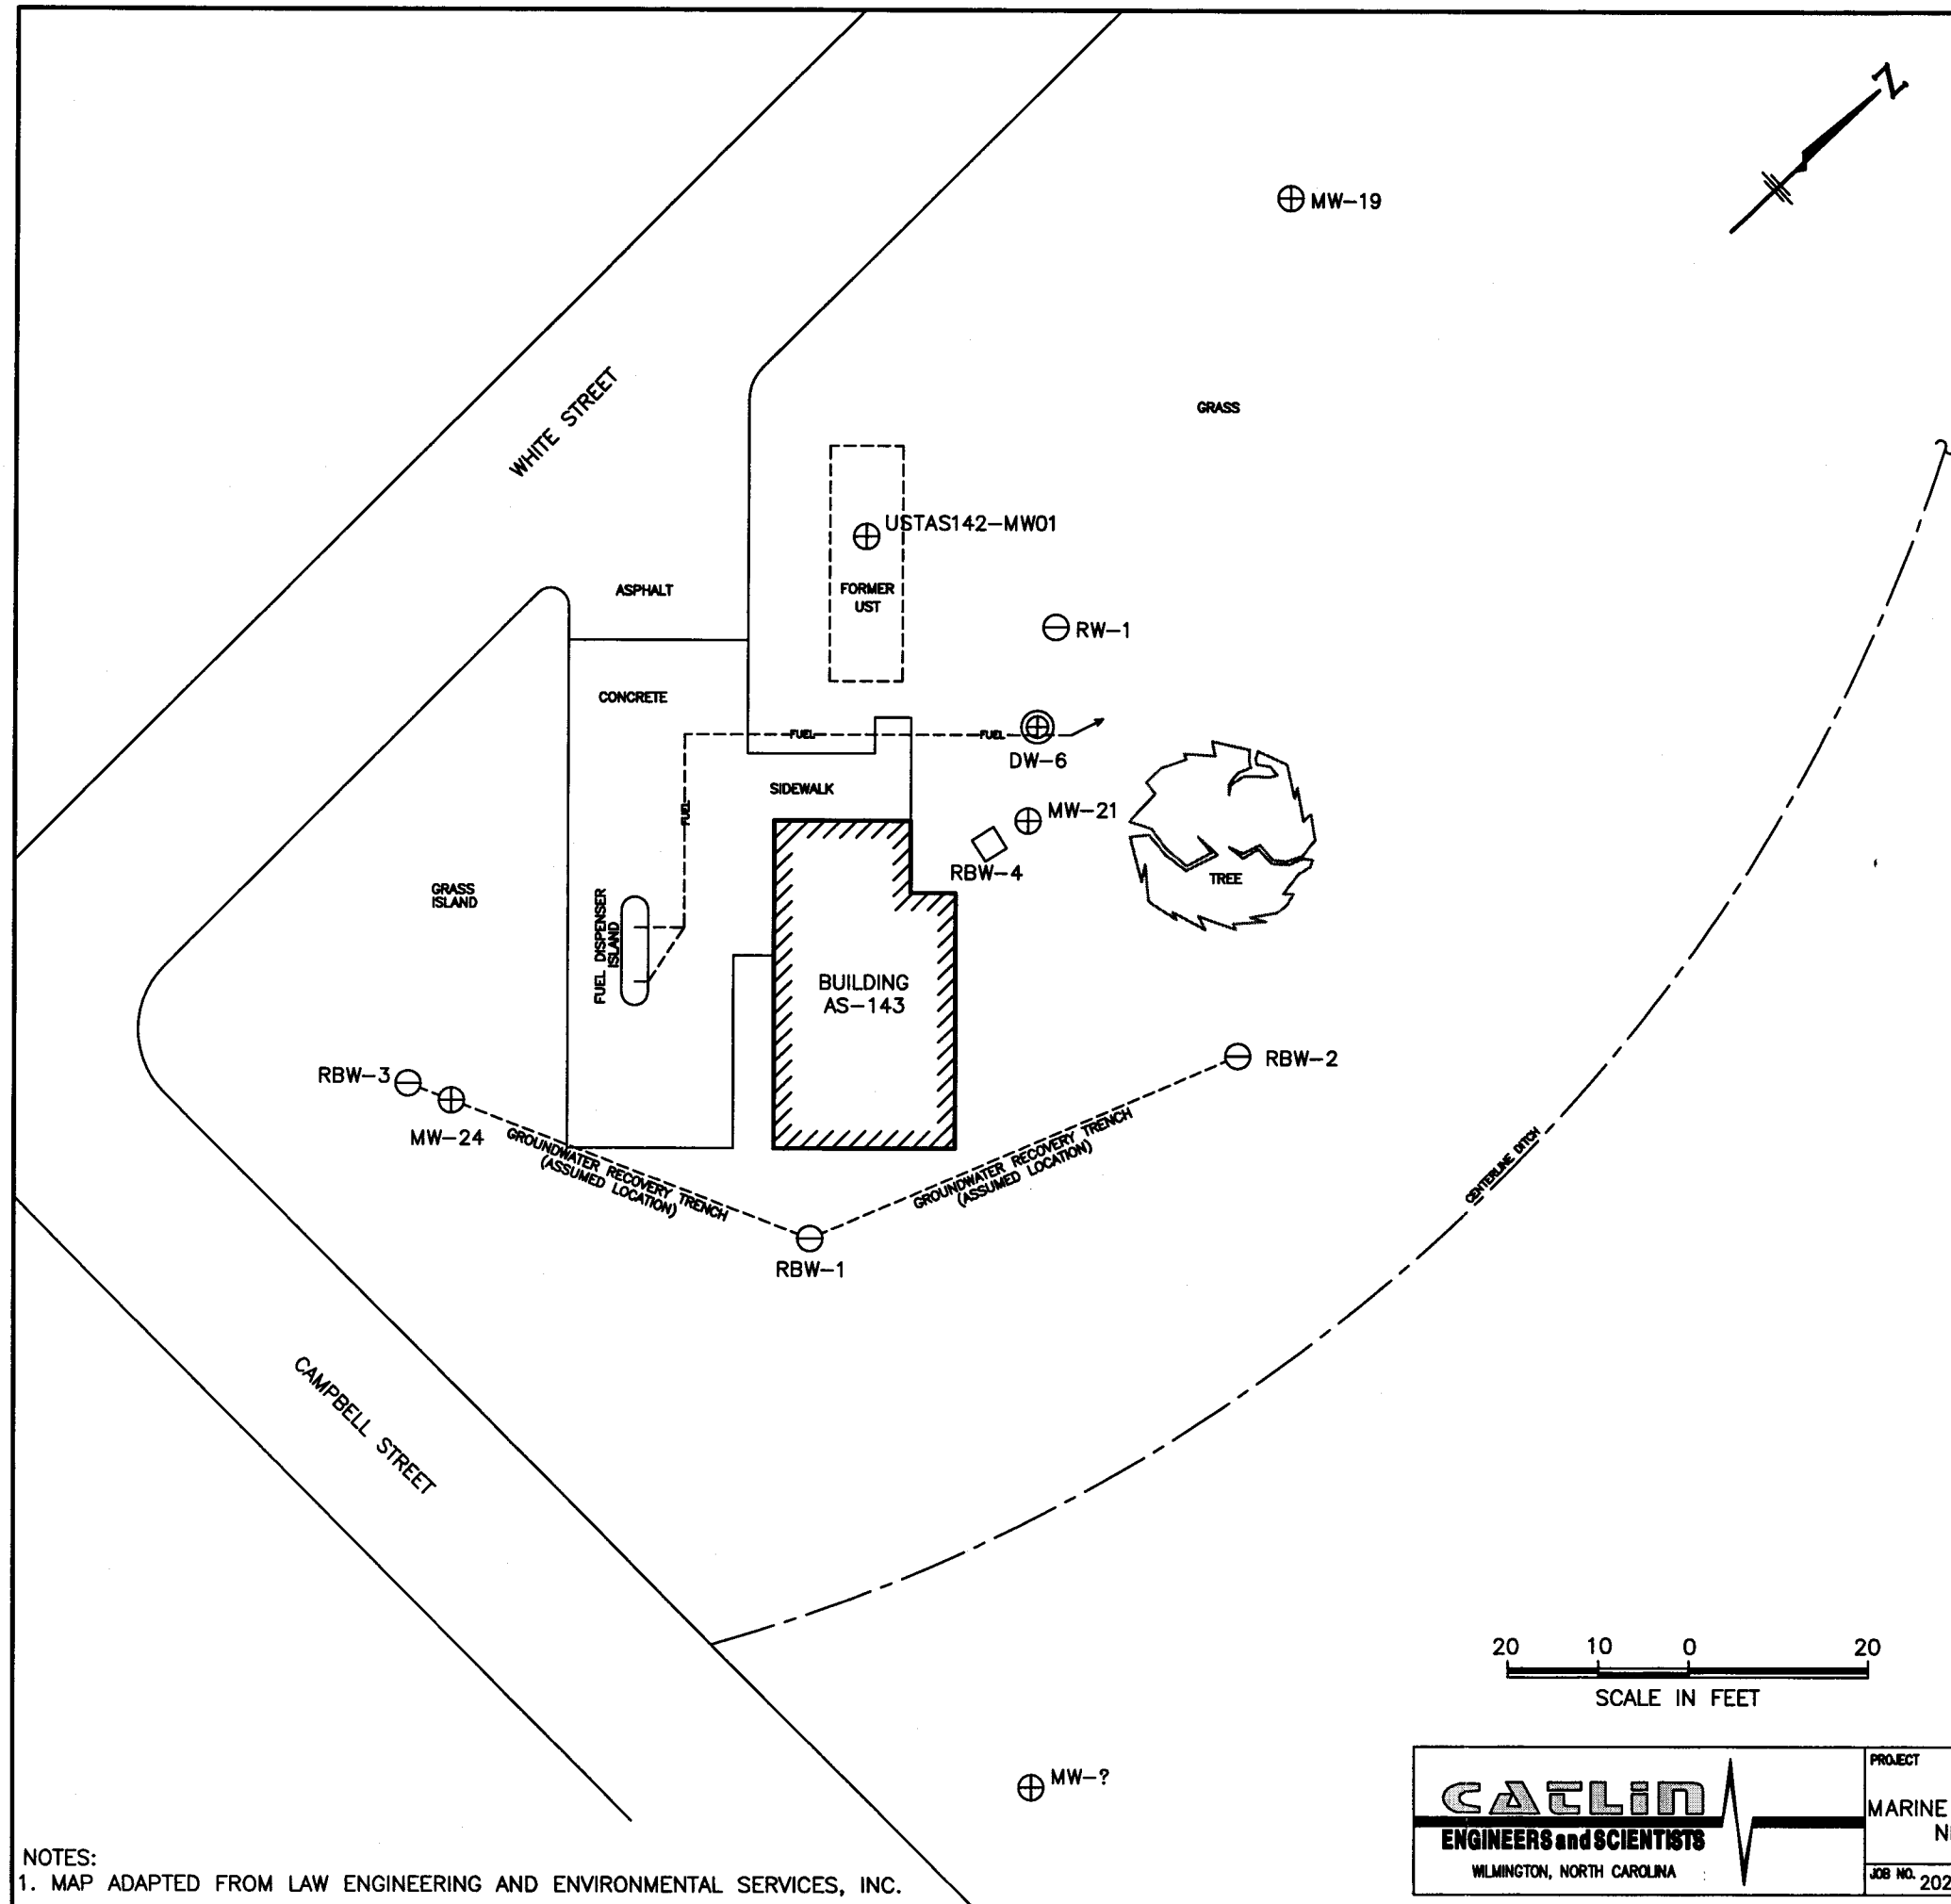 N
MW-19
GRASS
WHITE STREET
USTAS142-MW01
FORMER
UST
ASPHALT
RW-1
CONCRETE
FUEL
FUEL
DW-6
SIDEWALK
FUEL
MW-21
RBW-4
TREE
GRASS
ISLAND
FUEL DISPENSER
ISLAND
BUILDING
AS-143
RBW-3
MW-24
RBW-2
GROUNDWATER RECOVERY TRENCH
(ASSUMED LOCATION)
GROUNDWATER RECOVERY TRENCH
(ASSUMED LOCATION)
CENTERLINE DITCH
RBW-1
CAMPBELL STREET
20 10 0 20
SCALE IN FEET
MW-?
CATLIN
ENGINEERS and SCIENTISTS
WILMINGTON, NORTH CAROLINA
PROJECT
MARINE
JOB NO. 202
NOTES:
1. MAP ADAPTED FROM LAW ENGINEERING AND ENVIRONMENTAL SERVICES, INC.